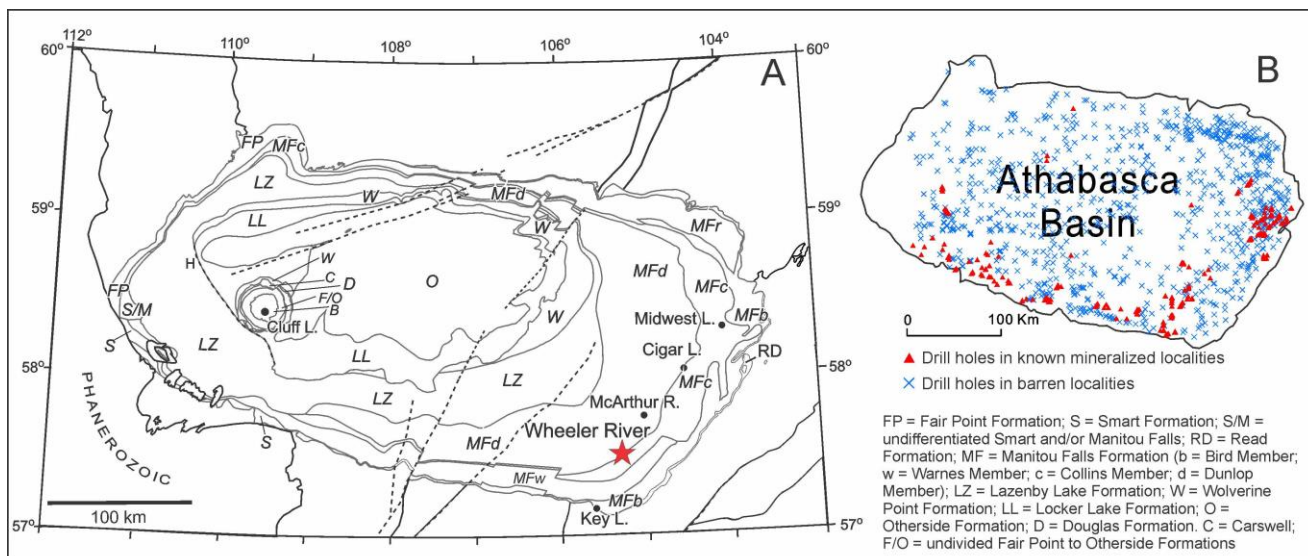 112°
110°
108°
106°
104°
60°
60°
A
FP
MFc
LZ
W
MFd
59°
59°
LL
W
MFr
H
W
C
D
O
MFd
MFc
FP
F/O
S/M
B
Cluff L.
W
Midwest L.
MFb
S
LZ
LL
Cigar L.
RD
58°
58°
LZ
MFc
LZ
McArthur R.
PHANEROZOIC
S
MFd
Wheeler River
MFw
100 km
MFb
Key L.
57°
57°
B
Athabasca
Basin
0 100 Km
Drill holes in known mineralized localities
Drill holes in barren localities
FP = Fair Point Formation; S = Smart Formation; S/M =
undifferentiated Smart and/or Manitou Falls; RD = Read
Formation; MF = Manitou Falls Formation (b = Bird Member;
w = Warnes Member; c = Collins Member; d = Dunlop
Member); LZ = Lazenby Lake Formation; W = Wolverine
Point Formation; LL = Locker Lake Formation; O =
Otherside Formation; D = Douglas Formation. C = Carswell;
F/O = undivided Fair Point to Otherside Formations